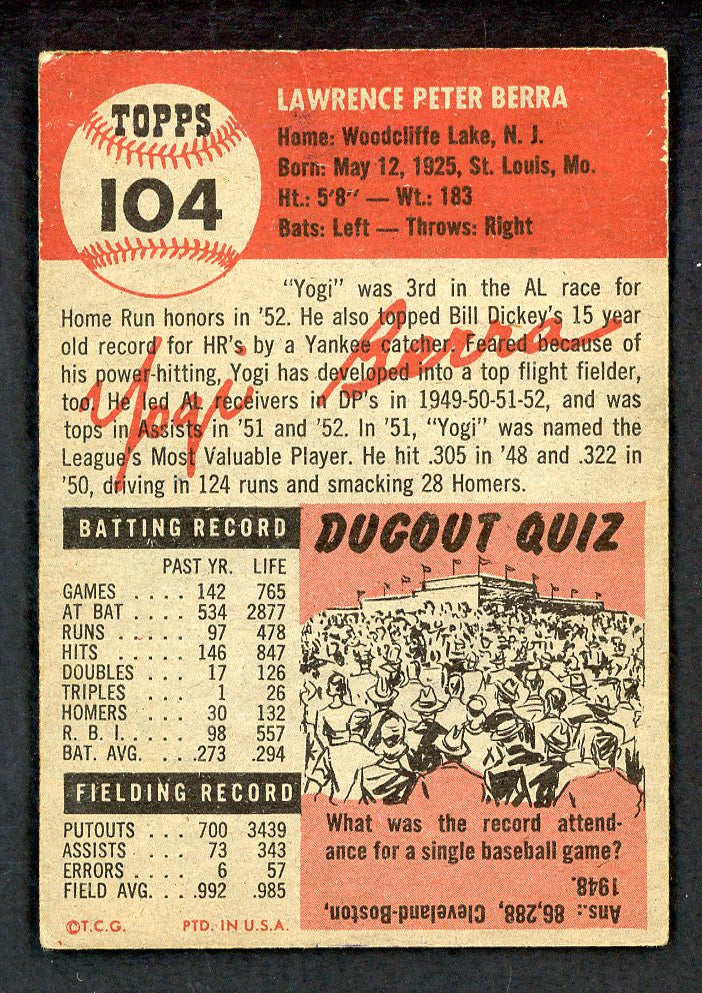 TOPPS
104
LAWRENCE PETER BERRA
Home: Woodcliffe Lake, N. J.
Born: May 12, 1925, St. Louis, Mo.
Ht.: 5'8" — Wt.: 183
Bats: Left — Throws: Right
"Yogi" was 3rd in the AL race for
Home Run honors in '52. He also topped Bill Dickey's 15 year
old record for HR's by a Yankee catcher. Feared because of
his power-hitting, Yogi has developed into a top flight fielder,
too. He led AL receivers in DP's in 1949-50-51-52, and was
tops in Assists in '51 and '52. In '51, "Yogi" was named the
League's Most Valuable Player. He hit .305 in '48 and .322 in
'50, driving in 124 runs and smacking 28 Homers.
Yogi Berra
BATTING RECORD
PAST YR. LIFE
GAMES . . . . 142 765
AT BAT . . . . 534 2877
RUNS . . . . . 97 478
HITS . . . . . 146 847
DOUBLES . . . 17 126
TRIPLES . . . 1 26
HOMERS . . . 30 132
R. B. I. . . . . 98 557
BAT. AVG. . . .273 .294
FIELDING RECORD
PUTOUTS . . . 700 3439
ASSISTS . . . 73 343
ERRORS . . . . 6 57
FIELD AVG. . . .992 .985
©T.C.G. PTD. IN U.S.A.
DUGOUT QUIZ
What was the record attend-
ance for a single baseball game?
Ans.: 86,288, Cleveland-Boston,
1948.